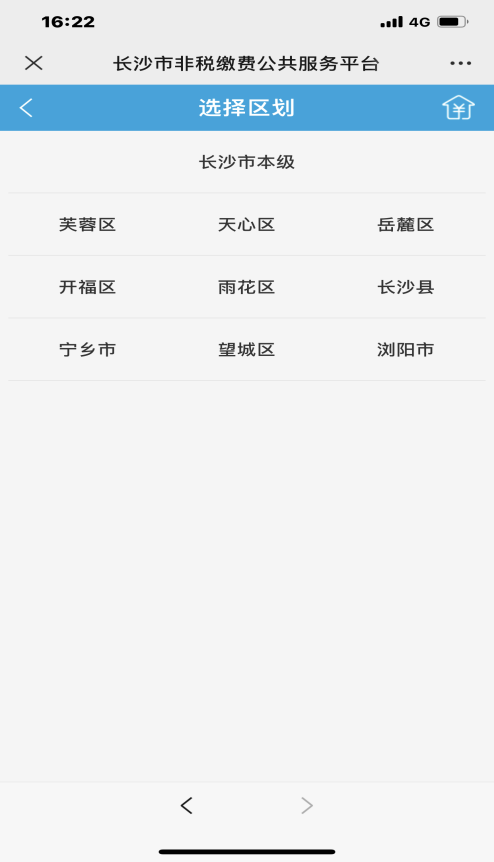 16:22 4G
长沙市非税缴费公共服务平台
选择区划
长沙市本级
芙蓉区 天心区 岳麓区
开福区 雨花区 长沙县
宁乡市 望城区 浏阳市